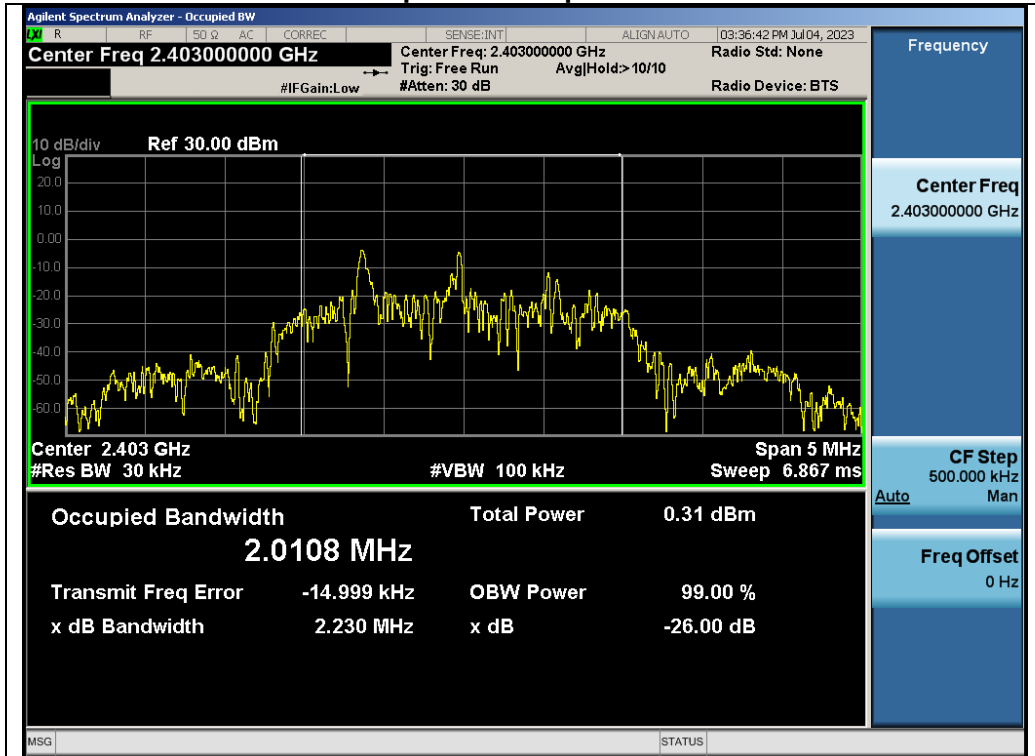 Agilent Spectrum Analyzer - Occupied BW
LXI R RF 50 Ω AC CORREC SENSE:INT ALIGN AUTO 03:36:42 PM Jul 04, 2023
Center Freq 2.403000000 GHz
Center Freq: 2.403000000 GHz Radio Std: None
Trig: Free Run Avg|Hold:> 10/10
#IFGain:Low #Atten: 30 dB Radio Device: BTS
10 dB/div Ref 30.00 dBm
Log
20.0
10.0
0.00
-10.0
-20.0
-30.0
-40.0
-50.0
-60.0
Center 2.403 GHz Span 5 MHz
#Res BW 30 kHz #VBW 100 kHz Sweep 6.867 ms
Occupied Bandwidth Total Power 0.31 dBm
2.0108 MHz
Transmit Freq Error -14.999 kHz OBW Power 99.00 %
x dB Bandwidth 2.230 MHz x dB -26.00 dB
Frequency
Center Freq
2.403000000 GHz
CF Step
500.000 kHz
Auto Man
Freq Offset
0 Hz
MSG STATUS